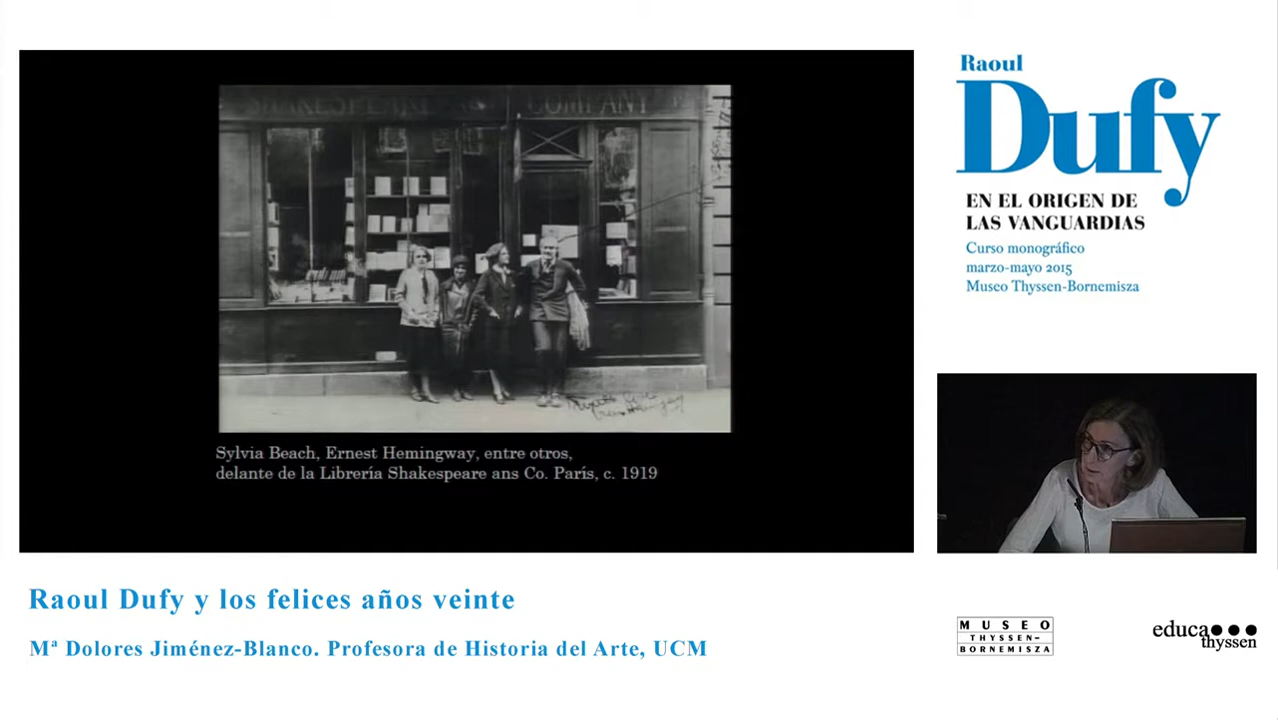 SHAKESPEARE AND COMPANY
Sylvia Beach, Ernest Hemingway, entre otros,
delante de la Librería Shakespeare ans Co. París, c. 1919
Raoul
Dufy
EN EL ORIGEN DE
LAS VANGUARDIAS
Curso monográfico
marzo-mayo 2015
Museo Thyssen-Bornemisza
Raoul Dufy y los felices años veinte
Mª Dolores Jiménez-Blanco. Profesora de Historia del Arte, UCM
MUSEO
THYSSEN-
BORNEMISZA
educa
thyssen